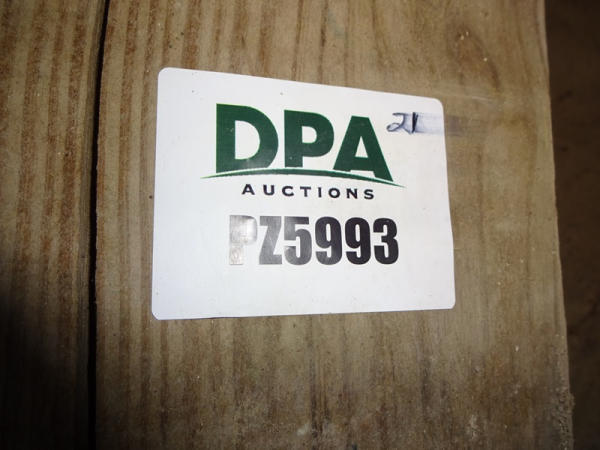 21
DPA
AUCTIONS
PZ5993